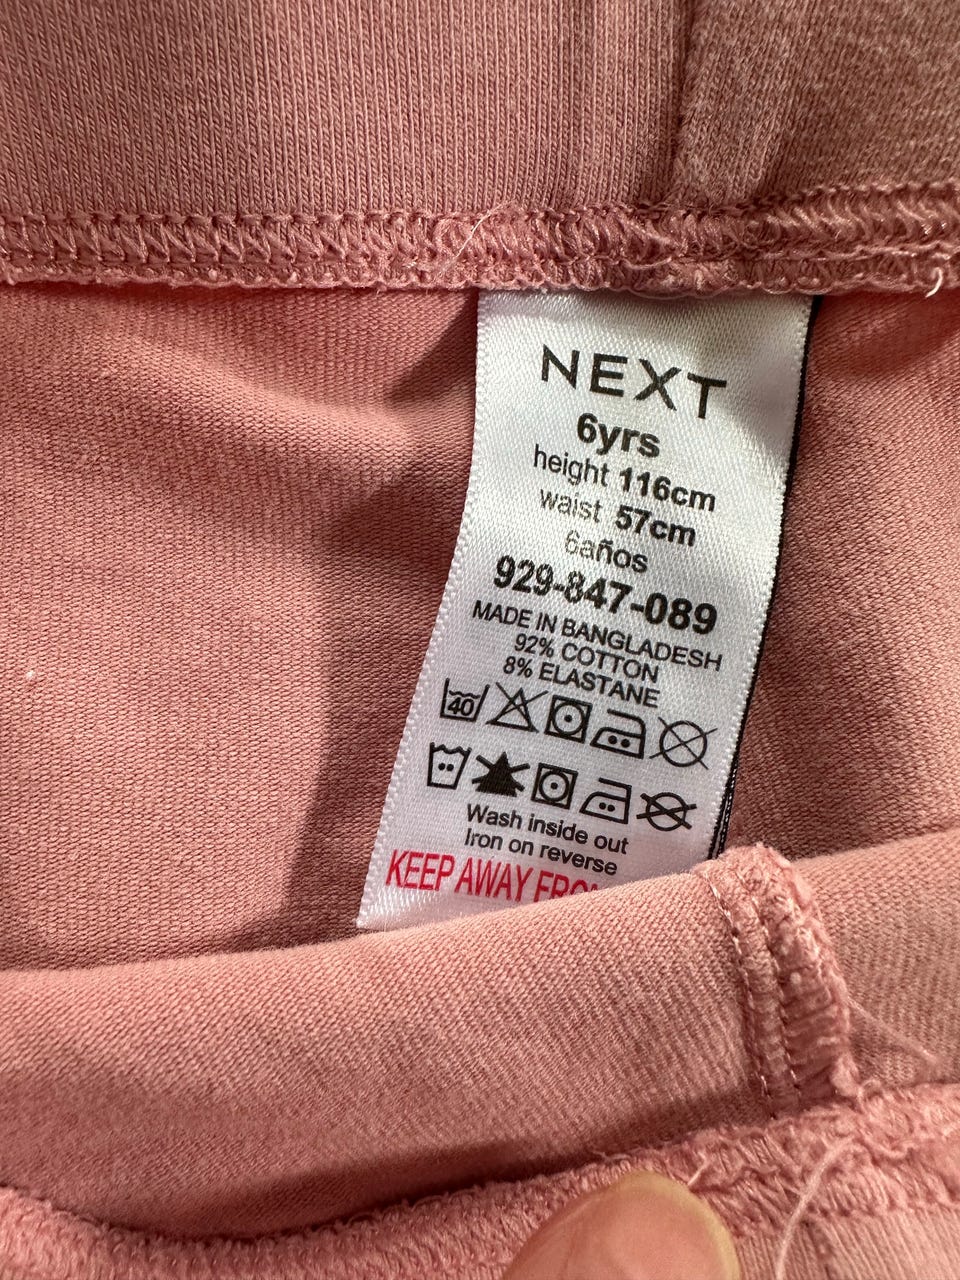 NEXT
6yrs
height 116cm
waist 57cm
6años
929-847-089
MADE IN BANGLADESH
92% COTTON
8% ELASTANE
40
Wash inside out
Iron on reverse
KEEP AWAY